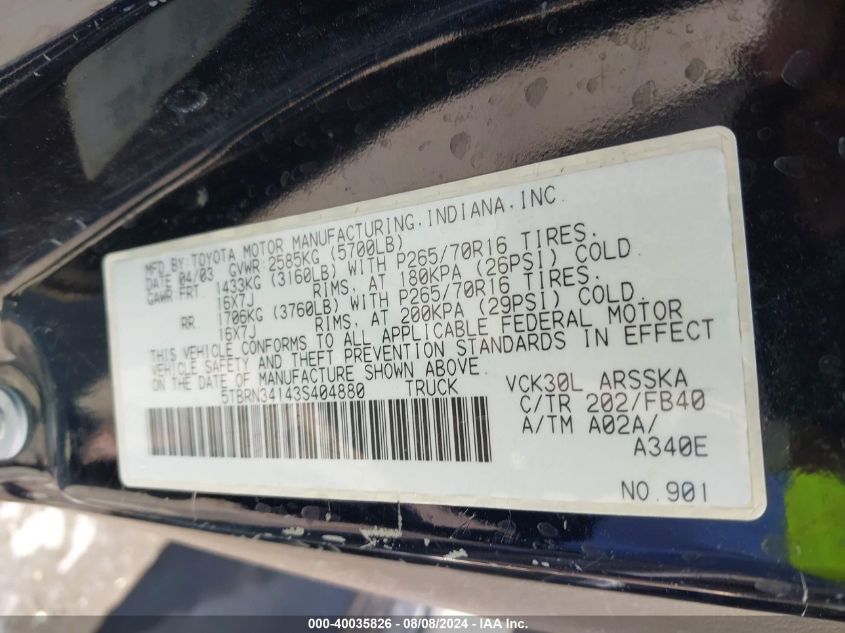 MFD.BY:TOYOTA MOTOR MANUFACTURING,INDIANA,INC.
DATE 04/03 GVWR:2585KG (5700LB)
GAWR FRT 1433KG (3160LB) WITH P265/70R16 TIRES.
16X7J RIMS, AT 180KPA (26PSI) COLD
RR 1706KG (3760LB) WITH P265/70R16 TIRES.
16X7J RIMS, AT 200KPA (29PSI) COLD.
THIS VEHICLE CONFORMS TO ALL APPLICABLE FEDERAL MOTOR
VEHICLE SAFETY AND THEFT PREVENTION STANDARDS IN EFFECT
ON THE DATE OF MANUFACTURE SHOWN ABOVE.
5TBRN34143S404880 TRUCK VCK30L ARSSKA
C/TR 202/FB40
A/TM A02A/
A340E
NO.901
000-40035826 - 08/08/2024 - IAA Inc.